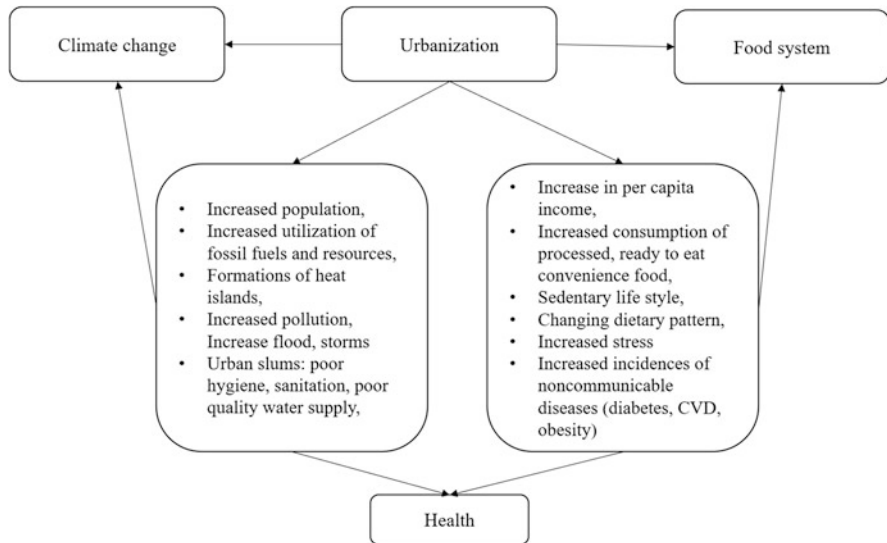 Climate change
Urbanization
Food system
• Increased population,
• Increased utilization of
fossil fuels and resources,
• Formations of heat
islands,
• Increased pollution,
Increase flood, storms
• Urban slums: poor
hygiene, sanitation, poor
quality water supply,
• Increase in per capita
income,
• Increased consumption of
processed, ready to eat
convenience food,
• Sedentary life style,
• Changing dietary pattern,
• Increased stress
• Increased incidences of
noncommunicable
diseases (diabetes, CVD,
obesity)
Health